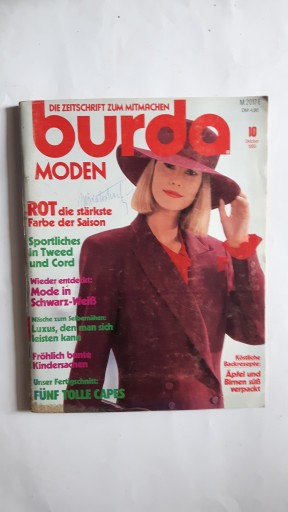 DIE ZEITSCHRIFT ZUM MITMACHEN
burda
MODEN
10
Oktober
ROT die stärkste
Farbe der Saison
Sportliches
in Tweed
und Cord
Wieder entdeckt:
Mode in
Schwarz-Weiß
Wäsche zum Selbernähen:
Luxus, den man sich
leisten kann
Fröhlich bunte
Kindersachen
Unser Fertigschnitt:
FÜNF TOLLE CAPES
Köstliche
Backrezepte:
Äpfel und
Birnen süß
verpackt